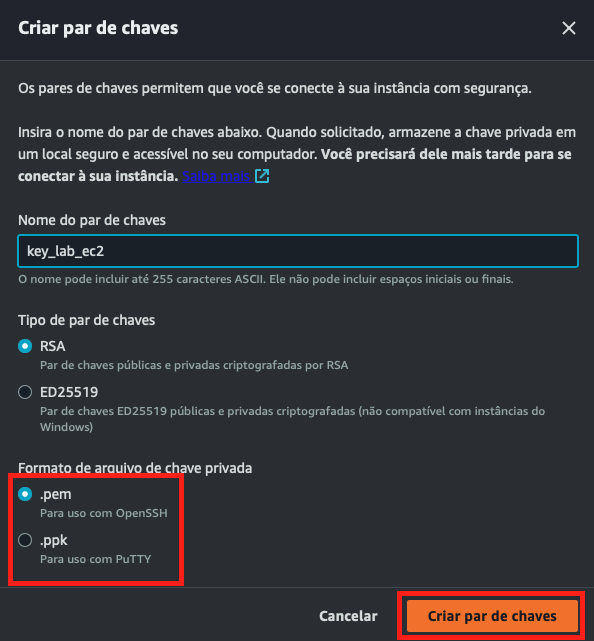 Criar par de chaves
Os pares de chaves permitem que você se conecte à sua instância com segurança.
Insira o nome do par de chaves abaixo. Quando solicitado, armazene a chave privada em
um local seguro e acessível no seu computador. Você precisará dele mais tarde para se
conectar à sua instância. Saiba mais
Nome do par de chaves
key_lab_ec2
O nome pode incluir até 255 caracteres ASCII. Ele não pode incluir espaços iniciais ou finais.
Tipo de par de chaves
RSA
Par de chaves públicas e privadas criptografadas por RSA
ED25519
Par de chaves ED25519 públicas e privadas criptografadas (não compatível com instâncias do
Windows)
Formato de arquivo de chave privada
.pem
Para uso com OpenSSH
.ppk
Para uso com PuTTY
Cancelar
Criar par de chaves